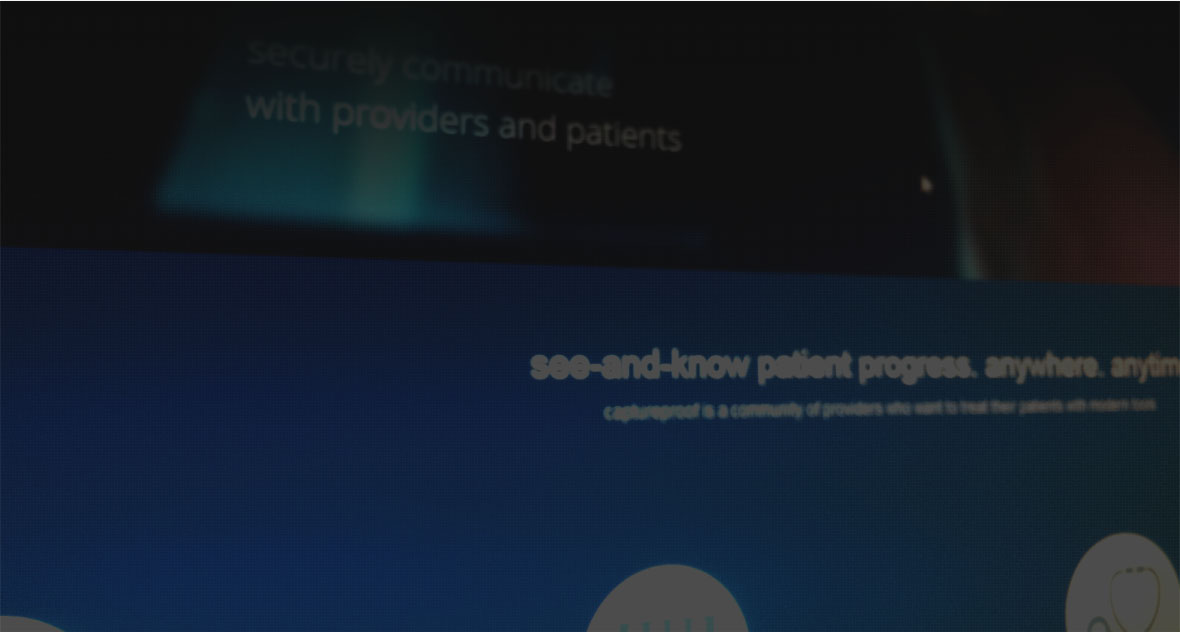 securely communicate
with providers and patients
see-and-know patient progress. anywhere. anytim
captureproof is a community of providers who want to treat their patients with modern tools